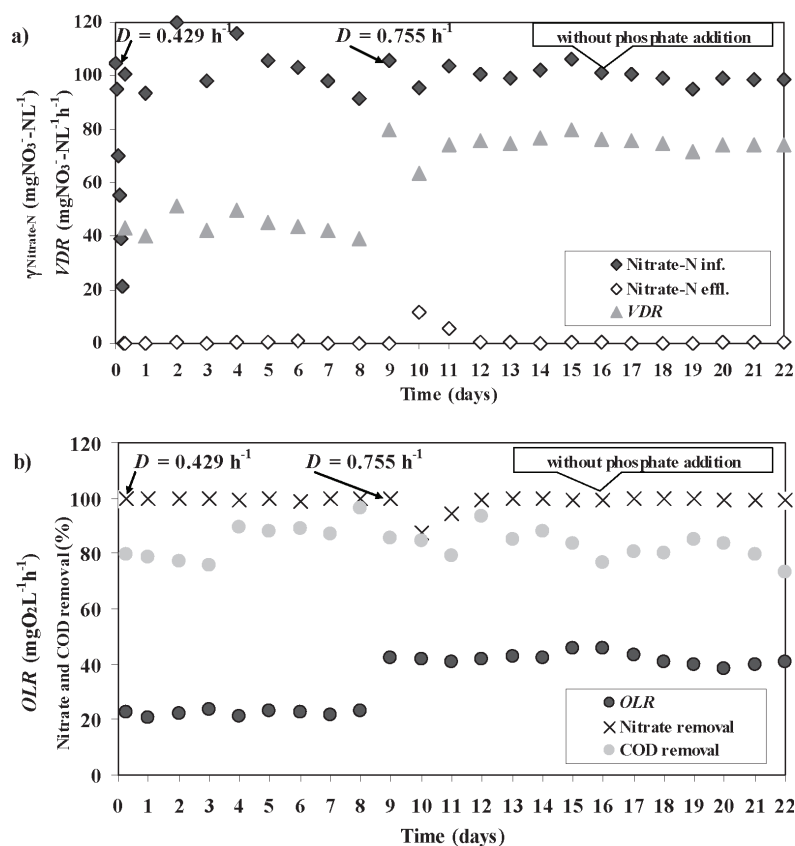 a)
120
100
80
60
40
20
0
γNitrate-N (mgNO₃⁻-NL⁻¹)
VDR (mgNO₃⁻-NL⁻¹h⁻¹)
D = 0.429 h⁻¹
D = 0.755 h⁻¹
without phosphate addition
Nitrate-N inf.
Nitrate-N effl.
VDR
0 1 2 3 4 5 6 7 8 9 10 11 12 13 14 15 16 17 18 19 20 21 22
Time (days)
b)
120
100
80
60
40
20
0
OLR (mgO₂L⁻¹h⁻¹)
Nitrate and COD removal (%)
D = 0.429 h⁻¹
D = 0.755 h⁻¹
without phosphate addition
OLR
Nitrate removal
COD removal
0 1 2 3 4 5 6 7 8 9 10 11 12 13 14 15 16 17 18 19 20 21 22
Time (days)